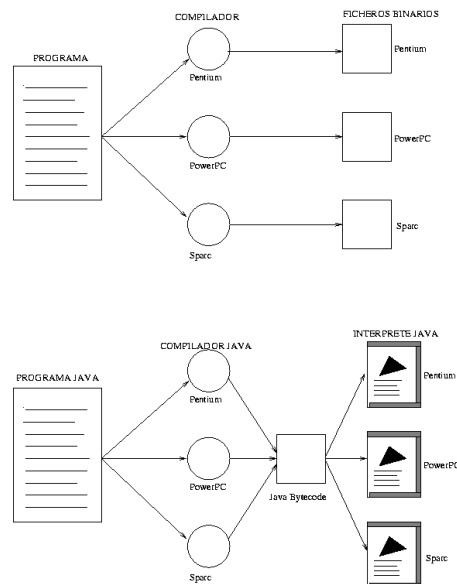 COMPILADOR
FICHEROS BINARIOS
PROGRAMA
Pentium
Pentium
PowerPC
PowerPC
Sparc
Sparc
INTERPRETE JAVA
COMPILADOR JAVA
PROGRAMA JAVA
Pentium
Pentium
PowerPC
PowerPC
Java Bytecode
Sparc
Sparc